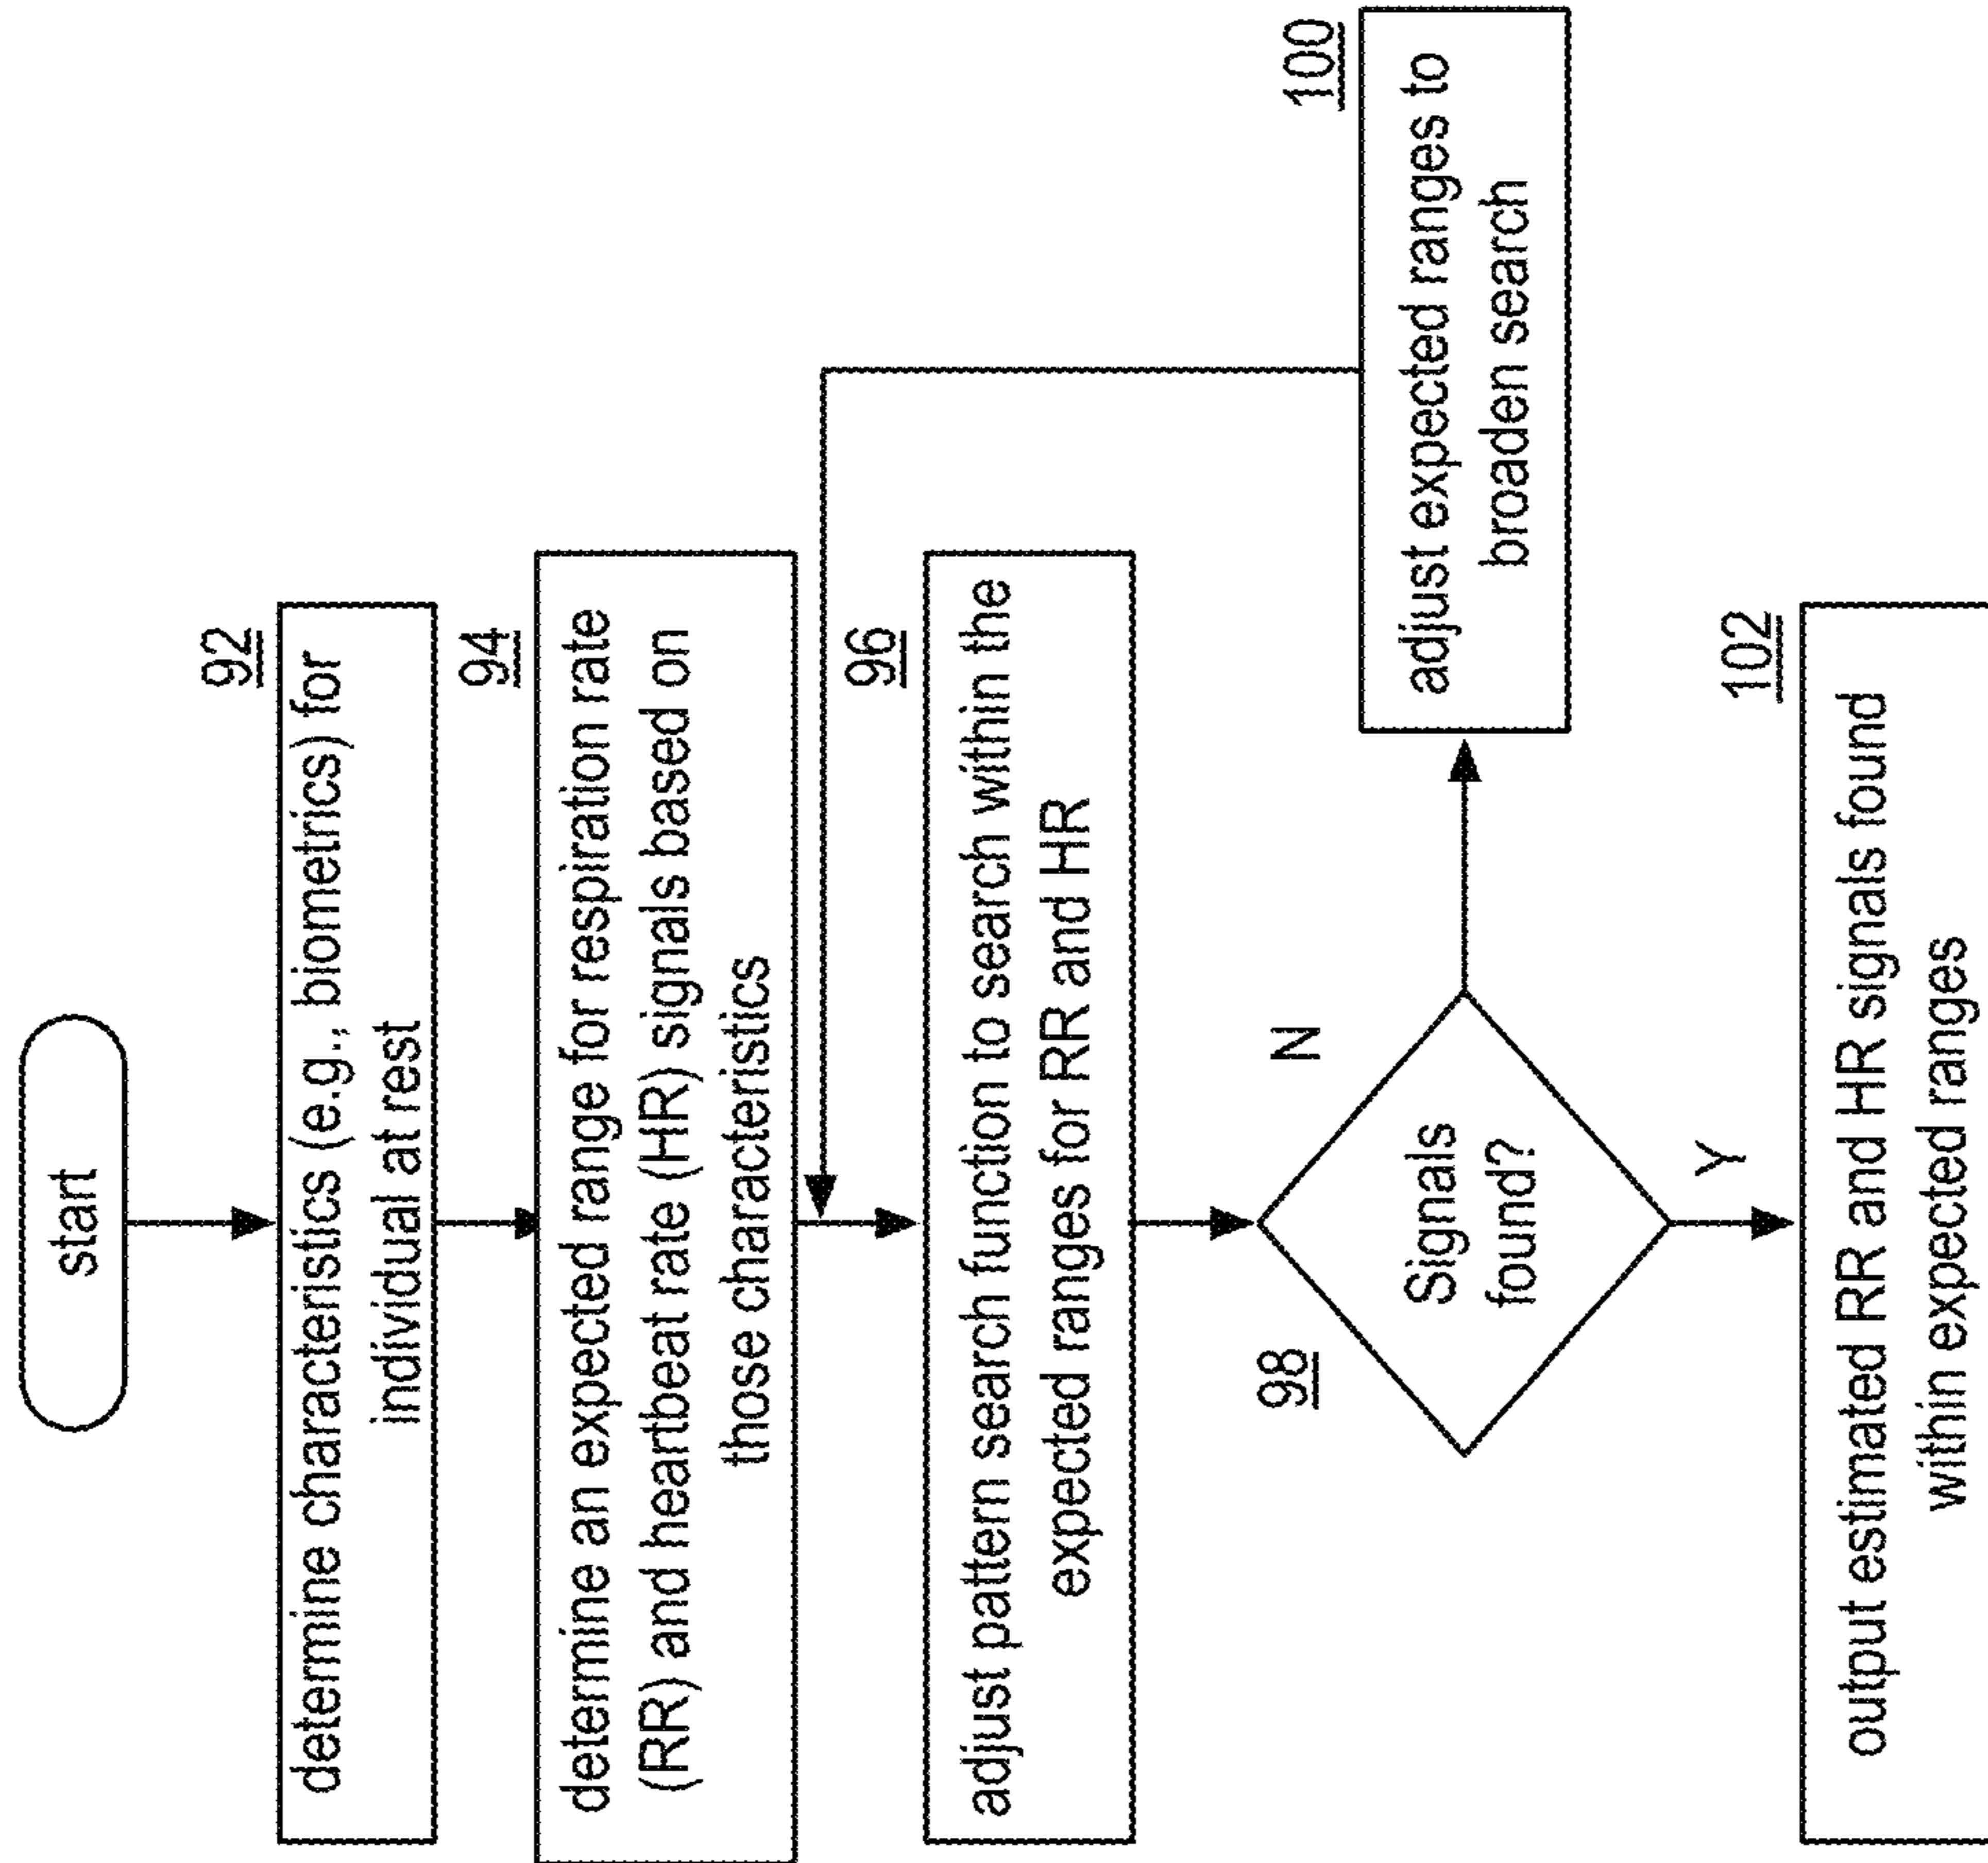 start
92
determine characteristics (e.g., biometrics) for
individual at rest
94
determine an expected range for respiration rate
(RR) and heartbeat rate (HR) signals based on
those characteristics
96
adjust pattern search function to search within the
expected ranges for RR and HR
98
Signals
found?
N
100
adjust expected ranges to
broaden search
Y
102
output estimated RR and HR signals found
within expected ranges